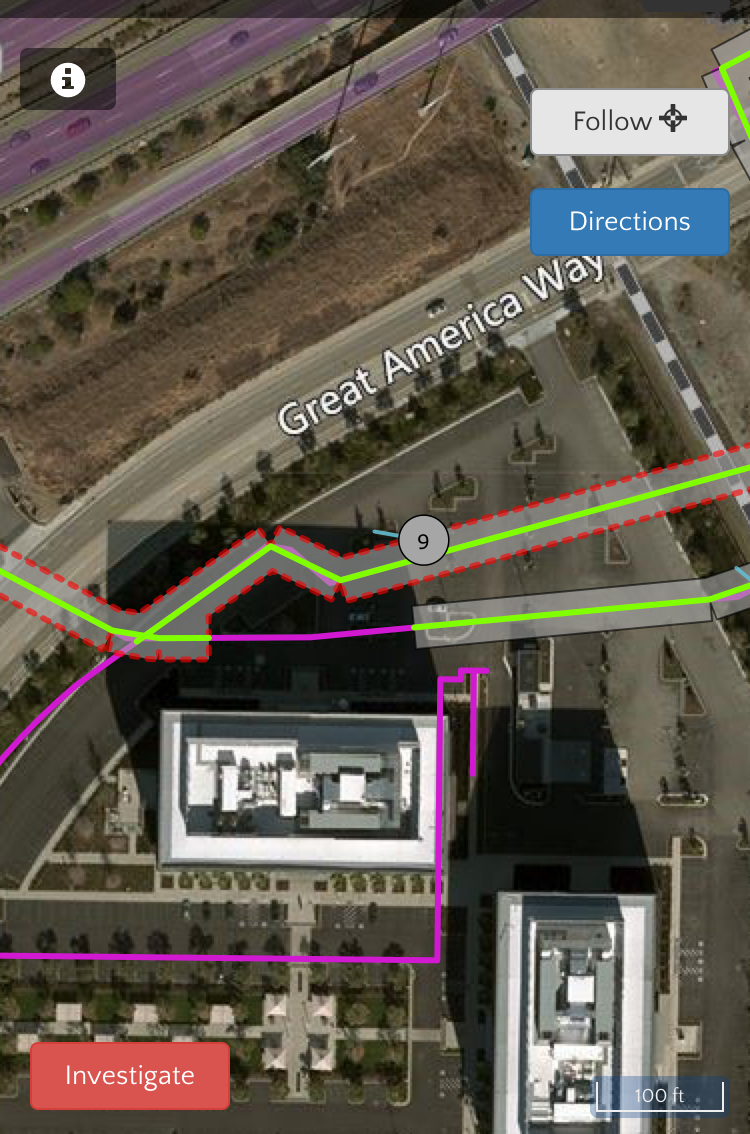 Follow
Directions
Great America Way
9
Investigate
100 ft